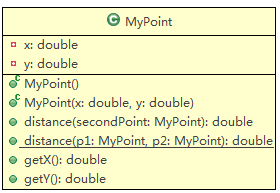 MyPoint
x: double
y: double
MyPoint()
MyPoint(x: double, y: double)
distance(secondPoint: MyPoint): double
distance(p1: MyPoint, p2: MyPoint): double
getX(): double
getY(): double